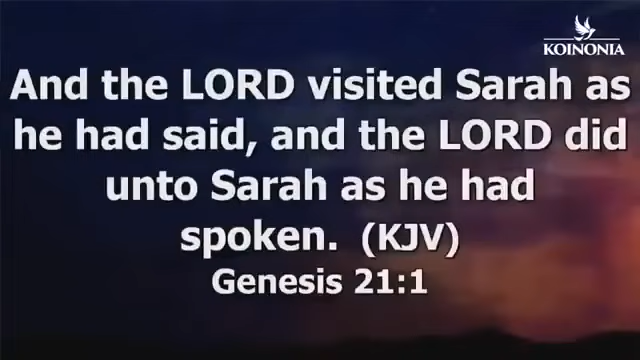 KOINONIA
And the LORD visited Sarah as
he had said, and the LORD did
unto Sarah as he had
spoken. (KJV)
Genesis 21:1